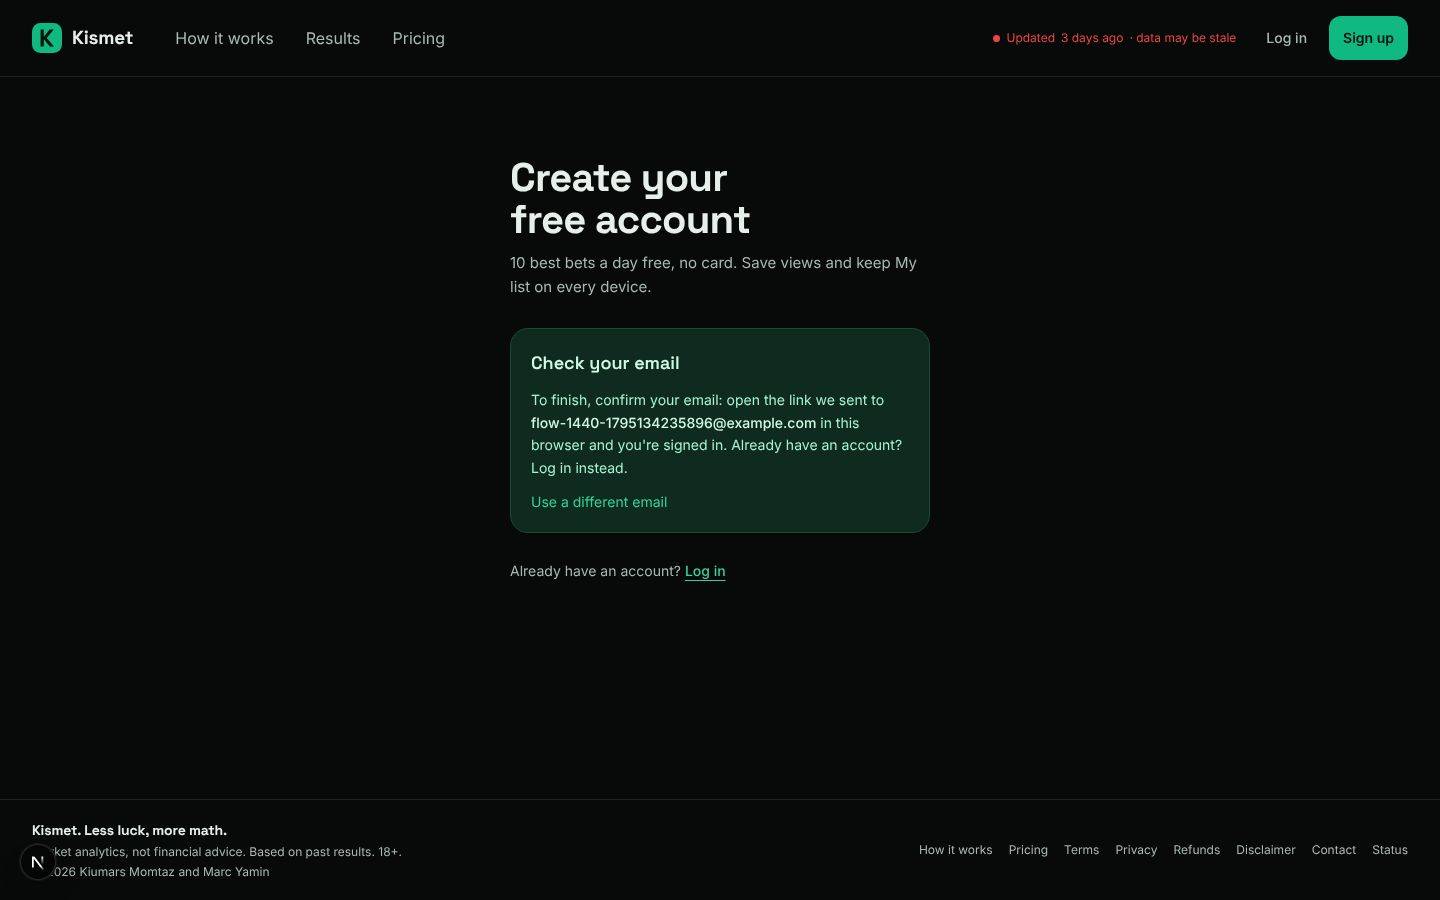 K Kismet How it works Results Pricing Updated 3 days ago · data may be stale Log in Sign up
Create your
free account
10 best bets a day free, no card. Save views and keep My
list on every device.
Check your email
To finish, confirm your email: open the link we sent to
flow-1440-1795134235896@example.com in this
browser and you're signed in. Already have an account?
Log in instead.
Use a different email
Already have an account? Log in
Kismet. Less luck, more math.
analytics, not financial advice. Based on past results. 18+.
Kiumars Momtaz and Marc Yamin
N
How it works Pricing Terms Privacy Refunds Disclaimer Contact Status